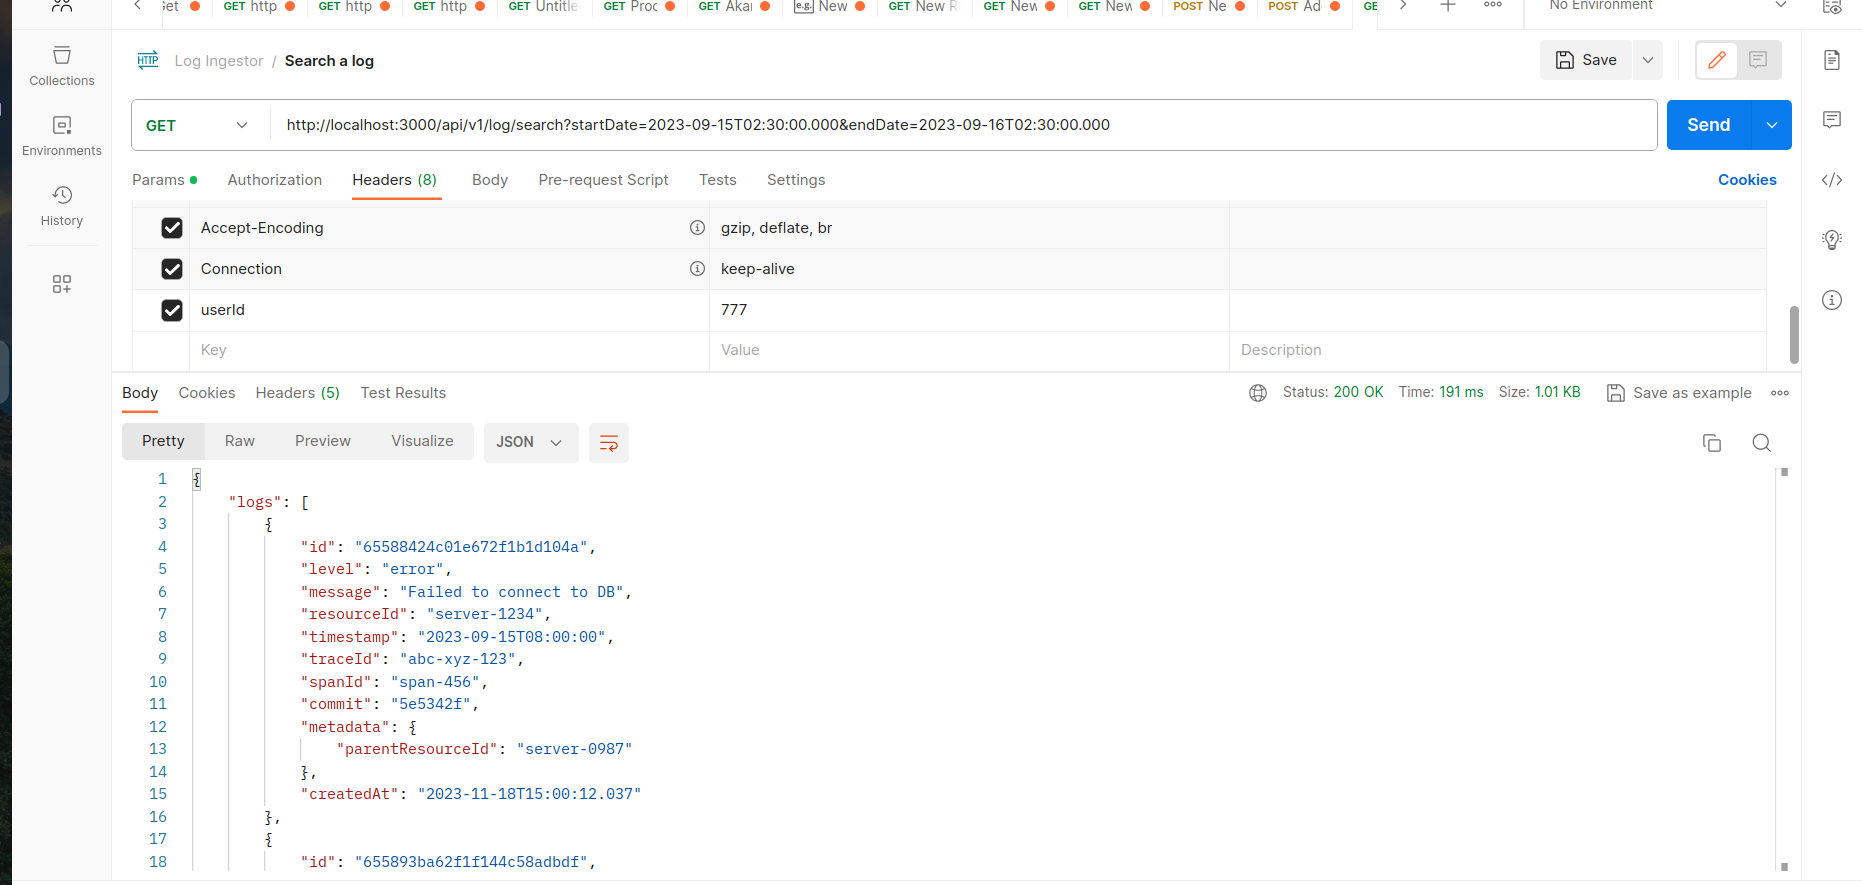 Get GET http GET http GET http GET Untitle GET Proc GET Akar e.g. New GET New R GET New GET New POST Ne POST Ad GE No Environment
Collections
Environments
History
HTTP Log Ingestor / Search a log
Save
GET http://localhost:3000/api/v1/log/search?startDate=2023-09-15T02:30:00.000&endDate=2023-09-16T02:30:00.000
Send
Params Authorization Headers (8) Body Pre-request Script Tests Settings Cookies
Accept-Encoding gzip, deflate, br
Connection keep-alive
userId 777
Key Value Description
Body Cookies Headers (5) Test Results Status: 200 OK Time: 191 ms Size: 1.01 KB Save as example
Pretty Raw Preview Visualize JSON
1 {
2 "logs": [
3 {
4 "id": "65588424c01e672f1b1d104a",
5 "level": "error",
6 "message": "Failed to connect to DB",
7 "resourceId": "server-1234",
8 "timestamp": "2023-09-15T08:00:00",
9 "traceId": "abc-xyz-123",
10 "spanId": "span-456",
11 "commit": "5e5342f",
12 "metadata": {
13 "parentResourceId": "server-0987"
14 },
15 "createdAt": "2023-11-18T15:00:12.037"
16 },
17 {
18 "id": "655893ba62f1f144c58adbdf",